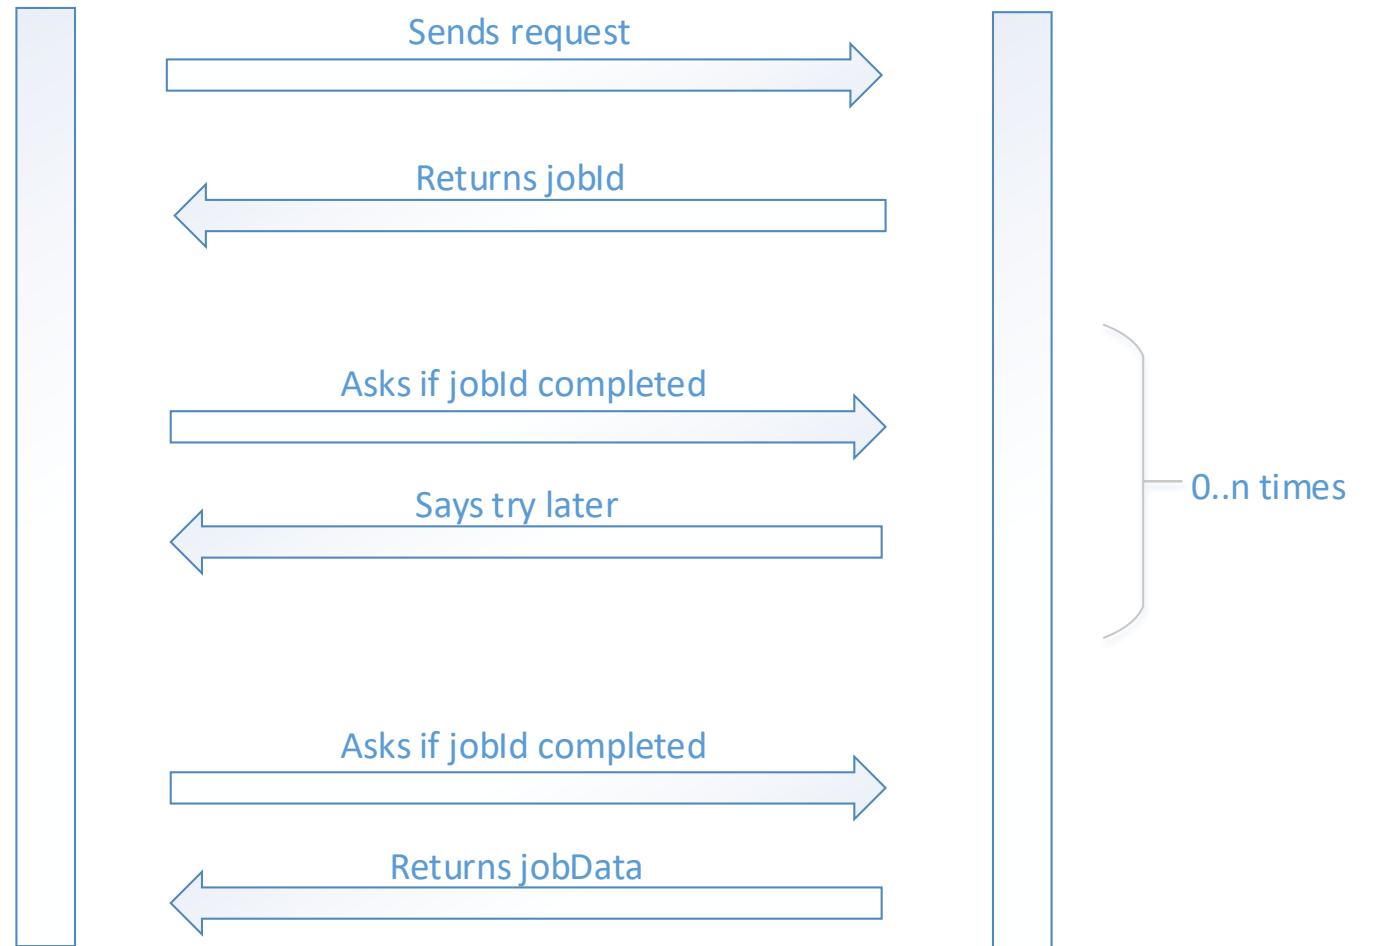 Sends request
Returns jobId
Asks if jobId completed
Says try later
0..n times
Asks if jobId completed
Returns jobData